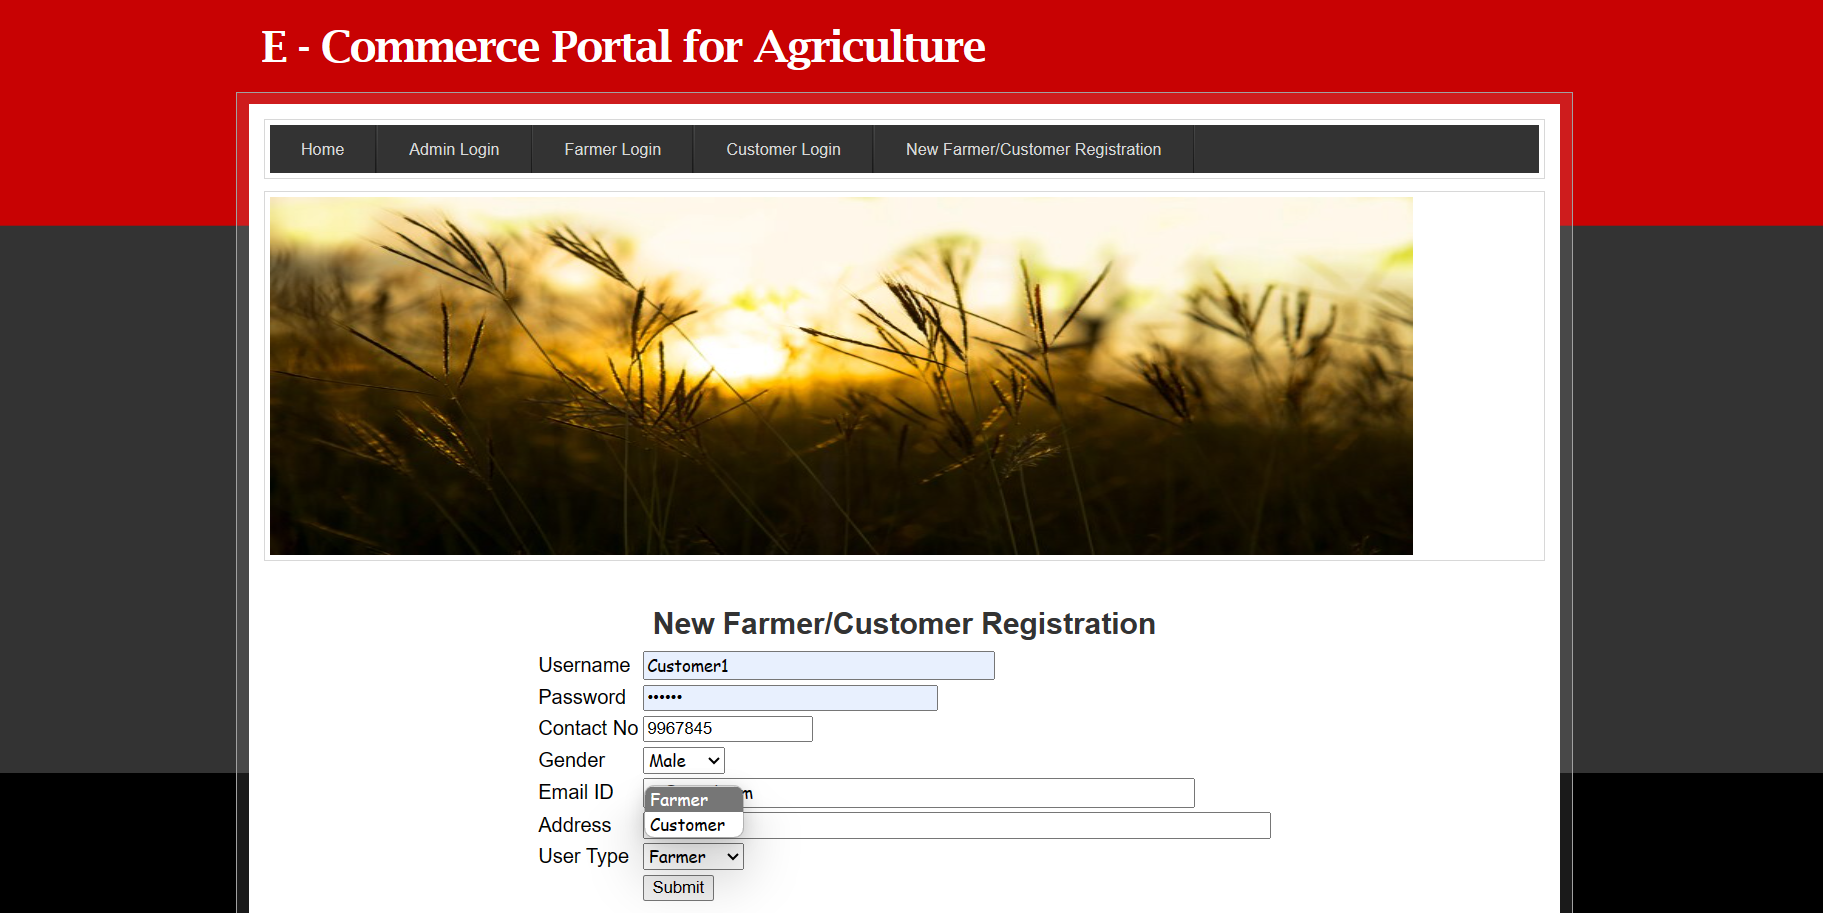 E - Commerce Portal for Agriculture
Home Admin Login Farmer Login Customer Login New Farmer/Customer Registration
New Farmer/Customer Registration
Username Customer1
Password ••••••
Contact No 9967845
Gender Male
Email ID
Farmer
Address
Customer
User Type Farmer
Submit